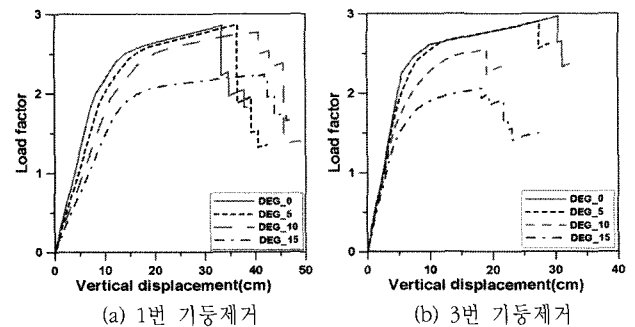 3
2
1
0
Load factor
0 10 20 30 40 50
Vertical displacement(cm)
DEG_0
DEG_5
DEG_10
DEG_15
(a) 1번 기둥제거
3
2
1
0
Load factor
0 10 20 30 40
Vertical displacement(cm)
DEG_0
DEG_5
DEG_10
DEG_15
(b) 3번 기둥제거